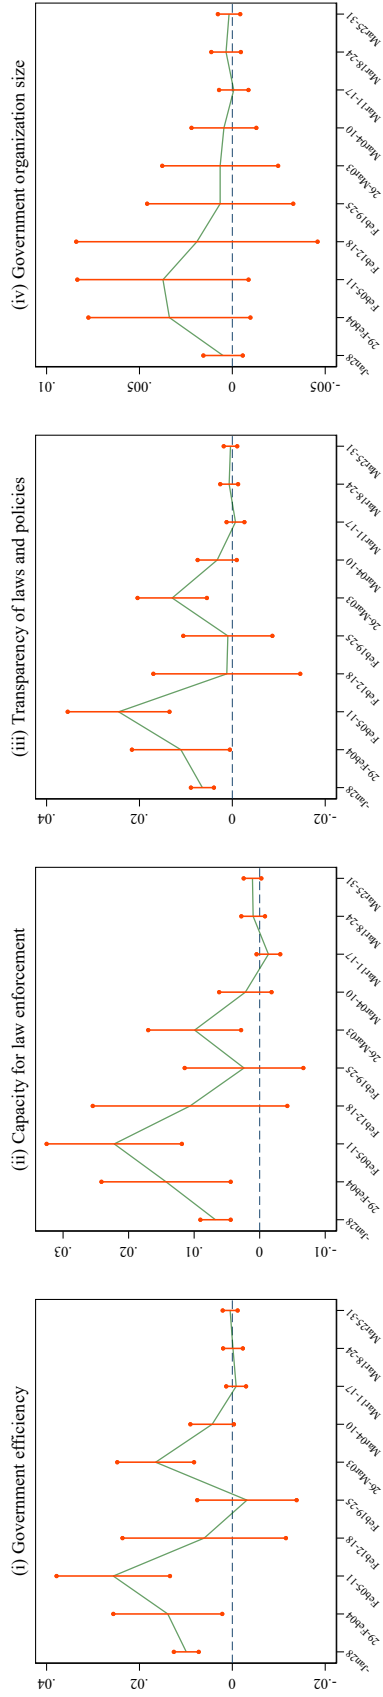 (i) Government efficiency
.04
.02
0
-.02
-Jan28
29-Feb04
Feb05-11
Feb12-18
Feb19-25
26-Mar03
Mar04-10
Mar11-17
Mar18-24
Mar25-31
(ii) Capacity for law enforcement
.03
.02
.01
0
-.01
-Jan28
29-Feb04
Feb05-11
Feb12-18
Feb19-25
26-Mar03
Mar04-10
Mar11-17
Mar18-24
Mar25-31
(iii) Transparency of laws and policies
.04
.02
0
-.02
-Jan28
29-Feb04
Feb05-11
Feb12-18
Feb19-25
26-Mar03
Mar04-10
Mar11-17
Mar18-24
Mar25-31
(iv) Government organization size
.01
.005
0
-.005
-Jan28
29-Feb04
Feb05-11
Feb12-18
Feb19-25
26-Mar03
Mar04-10
Mar11-17
Mar18-24
Mar25-31